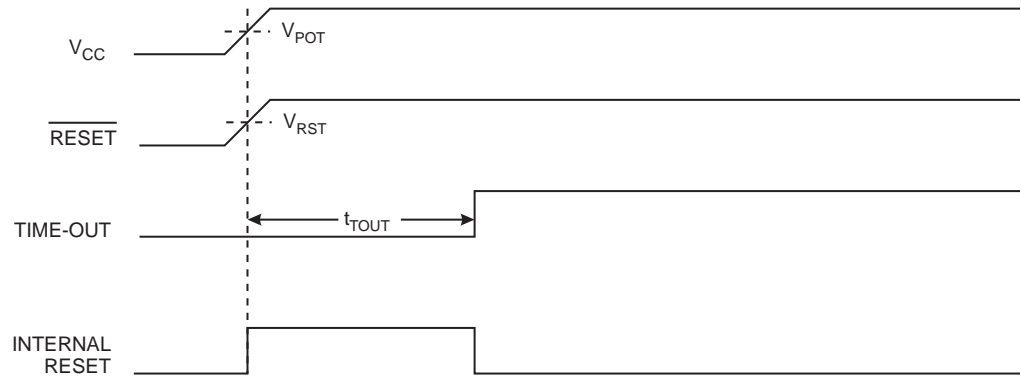 VCC
VPOT
RESET
VRST
TIME-OUT
tTOUT
INTERNAL
RESET